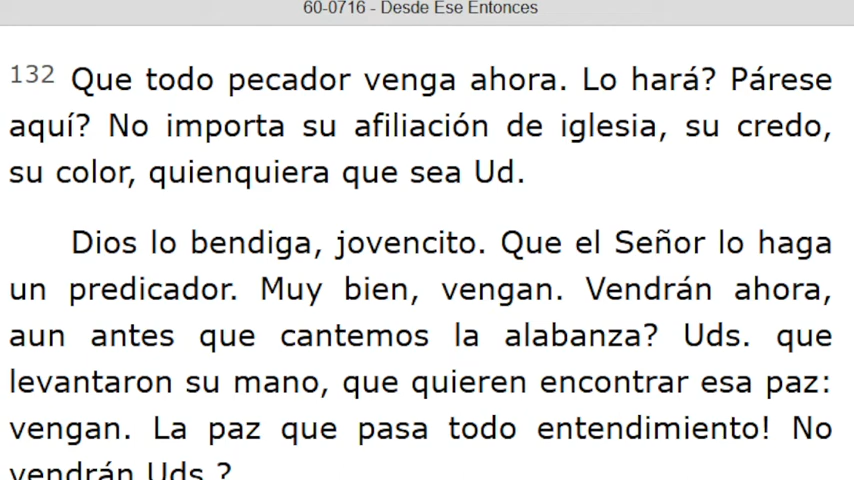 60-0716 - Desde Ese Entonces
132 Que todo pecador venga ahora. Lo hará? Párese
aquí? No importa su afiliación de iglesia, su credo,
su color, quienquiera que sea Ud.
Dios lo bendiga, jovencito. Que el Señor lo haga
un predicador. Muy bien, vengan. Vendrán ahora,
aun antes que cantemos la alabanza? Uds. que
levantaron su mano, que quieren encontrar esa paz:
vengan. La paz que pasa todo entendimiento! No
vendrán Uds.?